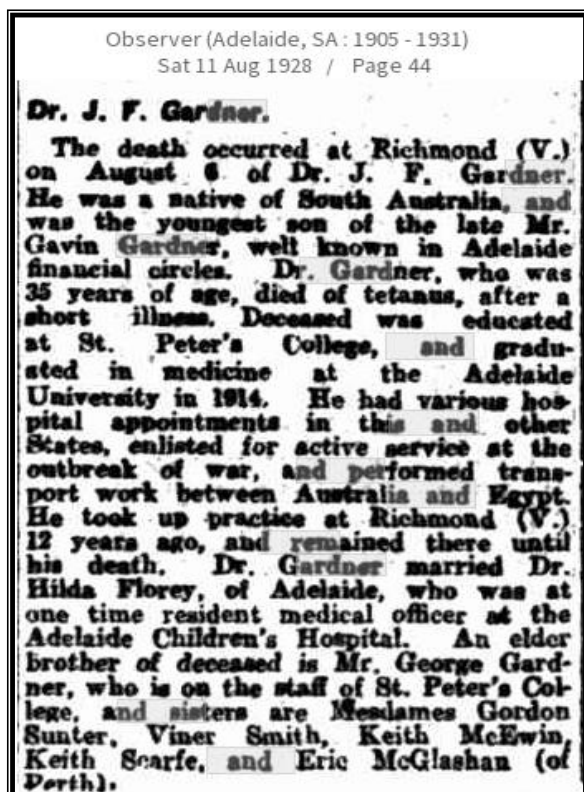 Observer (Adelaide, SA : 1905 - 1931)
Sat 11 Aug 1928 / Page 44
Dr. J. F. Gardner.
The death occurred at Richmond (V.)
on August 6 of Dr. J. F. Gardner.
He was a native of South Australia, and
was the youngest son of the late Mr.
Gavin Gardner, well known in Adelaide
financial circles. Dr. Gardner, who was
35 years of age, died of tetanus, after a
short illness. Deceased was educated
at St. Peter's College, and gradu-
ated in medicine at the Adelaide
University in 1914. He had various hos-
pital appointments in this and other
States, enlisted for active service at the
outbreak of war, and performed trans-
port work between Australia and Egypt.
He took up practice at Richmond (V.)
12 years ago, and remained there until
his death. Dr. Gardner married Dr.
Hilda Florey, of Adelaide, who was at
one time resident medical officer at the
Adelaide Children's Hospital. An elder
brother of deceased is Mr. George Gard-
ner, who is on the staff of St. Peter's Col-
lege, and sisters are Mesdames Gordon
Sunter, Viner Smith, Keith McEwin,
Keith Scarfe, and Eric McGlashan (of
Perth).